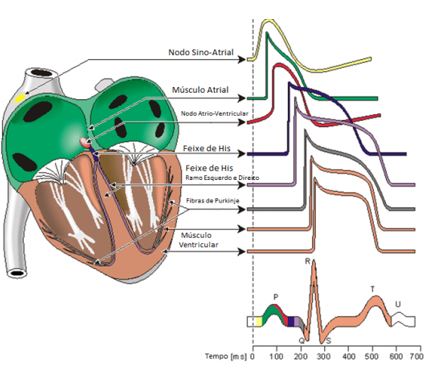 Nodo Sino-Atrial
Músculo Atrial
Nodo Atrio-Ventricular
Feixe de His
Feixe de His
Ramo Esquerdo e Direito
Fibras de Purkinje
Músculo
Ventricular
R
P
T
U
Q
S
Tempo [ms]
0 100 200 300 400 500 600 700